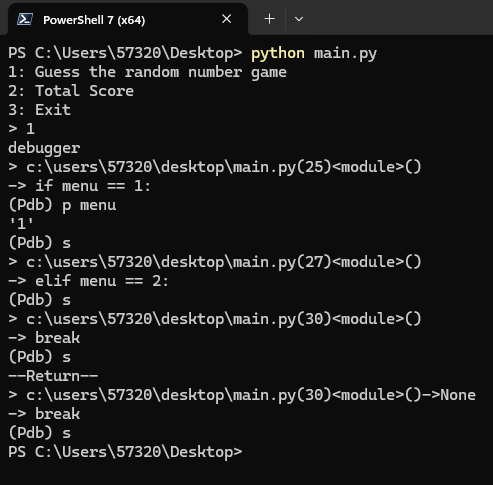 PowerShell 7 (x64)
PS C:\Users\57320\Desktop> python main.py
1: Guess the random number game
2: Total Score
3: Exit
> 1
debugger
> c:\users\57320\desktop\main.py(25)<module>()
-> if menu == 1:
(Pdb) p menu
'1'
(Pdb) s
> c:\users\57320\desktop\main.py(27)<module>()
-> elif menu == 2:
(Pdb) s
> c:\users\57320\desktop\main.py(30)<module>()
-> break
(Pdb) s
--Return--
> c:\users\57320\desktop\main.py(30)<module>()->None
-> break
(Pdb) s
PS C:\Users\57320\Desktop>